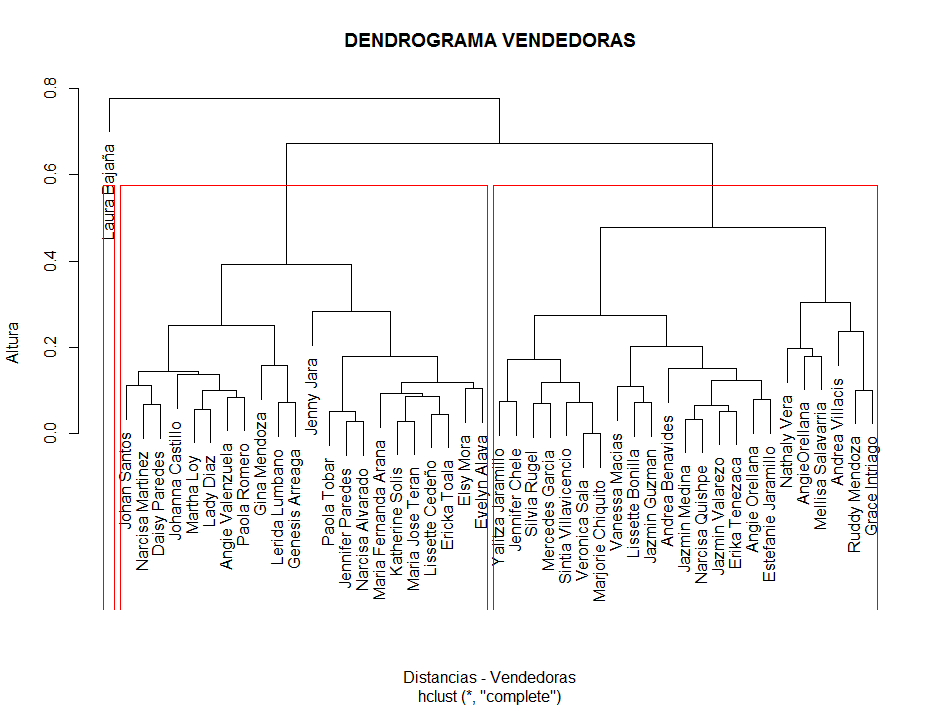 DENDROGRAMA VENDEDORAS
Altura
0.8
0.6
0.4
0.2
0.0
Laura Bajaña
Johan Santos
Narcisa Martinez
Daisy Paredes
Johanna Castillo
Martha Loy
Lady Diaz
Angie Valenzuela
Paola Romero
Gina Mendoza
Lerida Lumbano
Genesis Arreaga
Jenny Jara
Paola Tobar
Jennifer Paredes
Narcisa Alvarado
Maria Fernanda Arana
Katherine Solis
Maria Jose Teran
Lissette Cedeño
Ericka Toala
Elsy Mora
Evelyn Alava
Yalitza Jaramillo
Jennifer Chele
Silvia Rugel
Mercedes Garcia
Sintia Villavicencio
Veronica Sala
Marjorie Chiquito
Vanessa Macias
Lissette Bonilla
Jazmin Guzman
Andrea Benavides
Jazmin Medina
Narcisa Quishpe
Jazmin Valarezo
Erika Tenezaca
Angie Orellana
Estefanie Jaramillo
Nathaly Vera
AngieOrellana
Mellisa Salavarria
Andrea Villacis
Ruddy Mendoza
Grace Intriago
Distancias - Vendedoras
hclust (*, "complete")